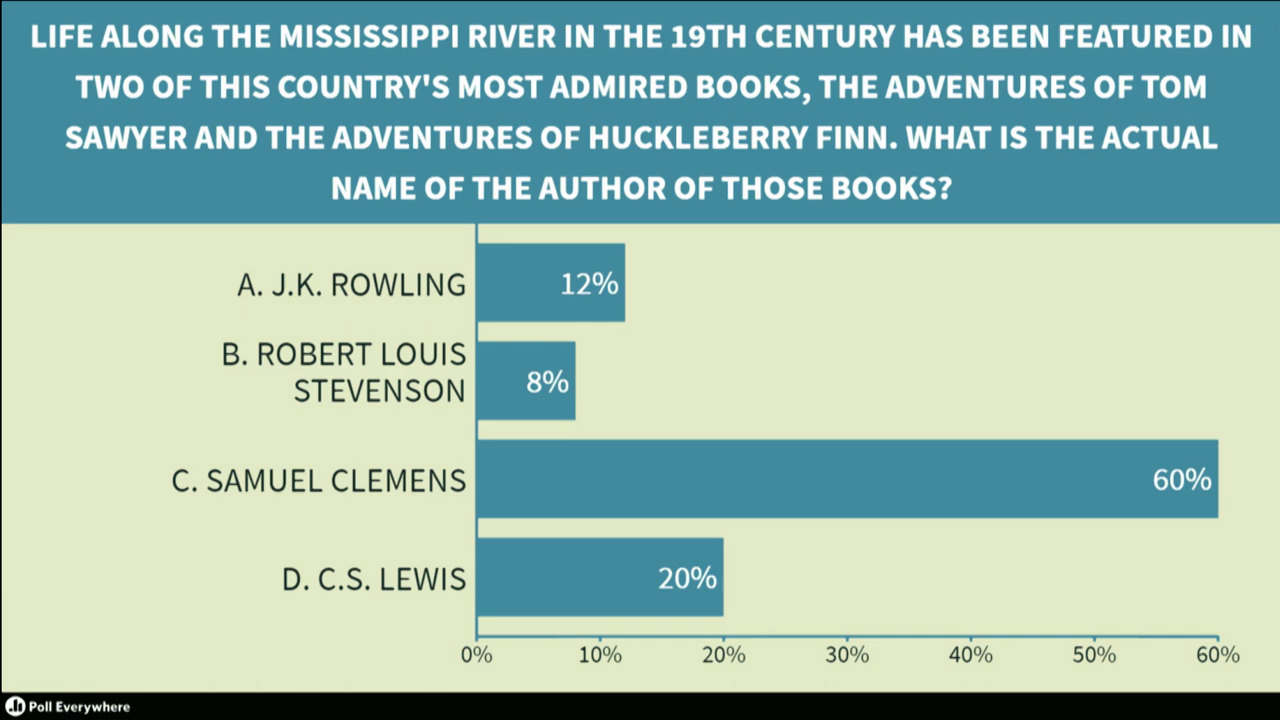 LIFE ALONG THE MISSISSIPPI RIVER IN THE 19TH CENTURY HAS BEEN FEATURED IN
TWO OF THIS COUNTRY'S MOST ADMIRED BOOKS, THE ADVENTURES OF TOM
SAWYER AND THE ADVENTURES OF HUCKLEBERRY FINN. WHAT IS THE ACTUAL
NAME OF THE AUTHOR OF THOSE BOOKS?
A. J.K. ROWLING
12%
B. ROBERT LOUIS
STEVENSON
8%
C. SAMUEL CLEMENS
60%
D. C.S. LEWIS
20%
0% 10% 20% 30% 40% 50% 60%
Poll Everywhere